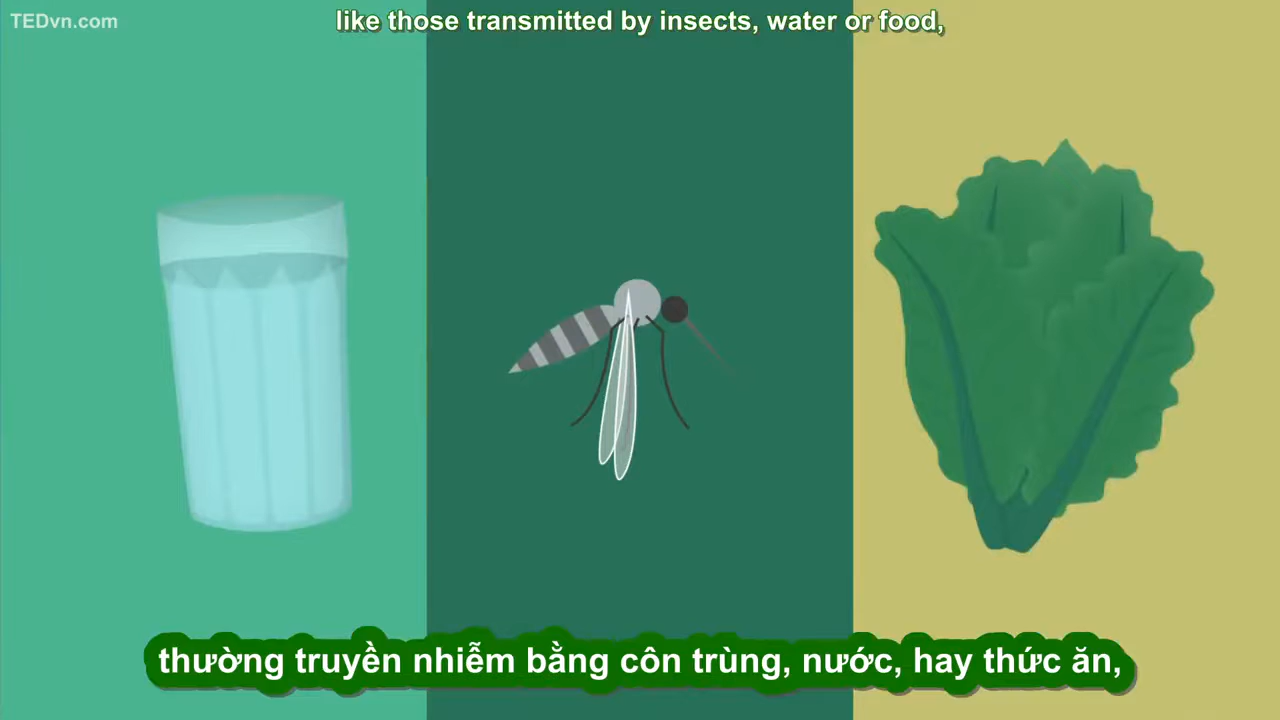 TEDvn.com
like those transmitted by insects, water or food,
thường truyền nhiễm bằng côn trùng, nước, hay thức ăn,